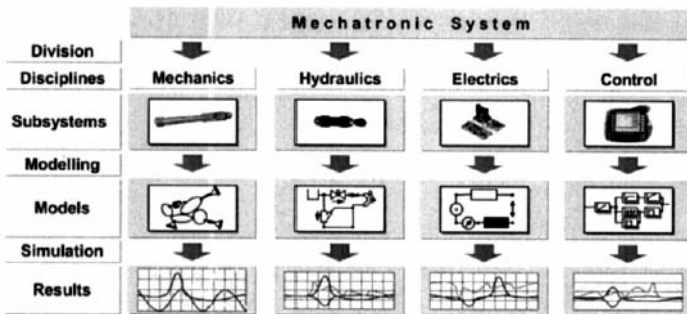 Mechatronic System
Division
Disciplines Mechanics Hydraulics Electrics Control
Subsystems
Modelling
Models
Simulation
Results